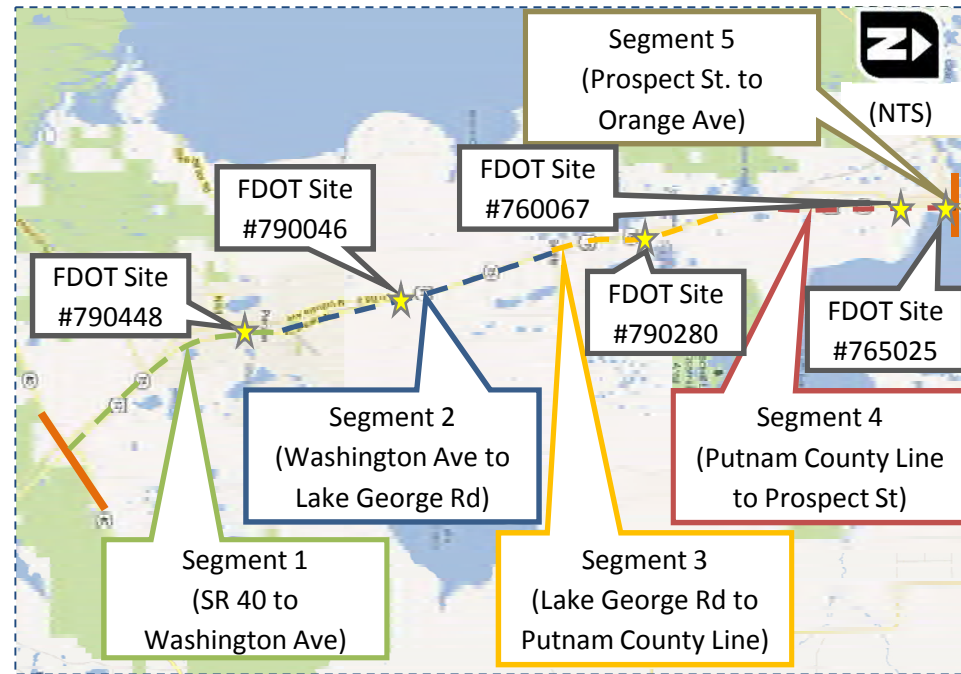 Segment 5
(Prospect St. to
Orange Ave)
N
(NTS)
FDOT Site
#760067
FDOT Site
#790046
FDOT Site
#790448
FDOT Site
#790280
FDOT Site
#765025
Segment 2
(Washington Ave to
Lake George Rd)
Segment 4
(Putnam County Line
to Prospect St)
Segment 1
(SR 40 to
Washington Ave)
Segment 3
(Lake George Rd to
Putnam County Line)